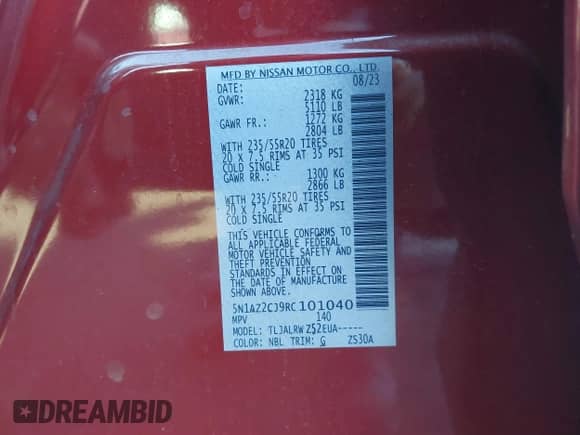 MFD BY NISSAN MOTOR CO., LTD.
DATE: 08/23
GVWR: 2318 KG
5110 LB
GAWR FR.: 1272 KG
2804 LB
WITH 235/55R20 TIRES
20 X 7.5 RIMS AT 35 PSI
COLD SINGLE
GAWR RR.: 1300 KG
2866 LB
WITH 235/55R20 TIRES
20 X 7.5 RIMS AT 35 PSI
COLD SINGLE
THIS VEHICLE CONFORMS TO
ALL APPLICABLE FEDERAL
MOTOR VEHICLE SAFETY AND
THEFT PREVENTION
STANDARDS IN EFFECT ON
THE DATE OF MANUFACTURE
SHOWN ABOVE.
5N1AZ2CJ9RC101040
MPV 140
MODEL: TLJALRWZS2EUA-----
COLOR: NBL TRIM: G ZS30A
DREAMBID